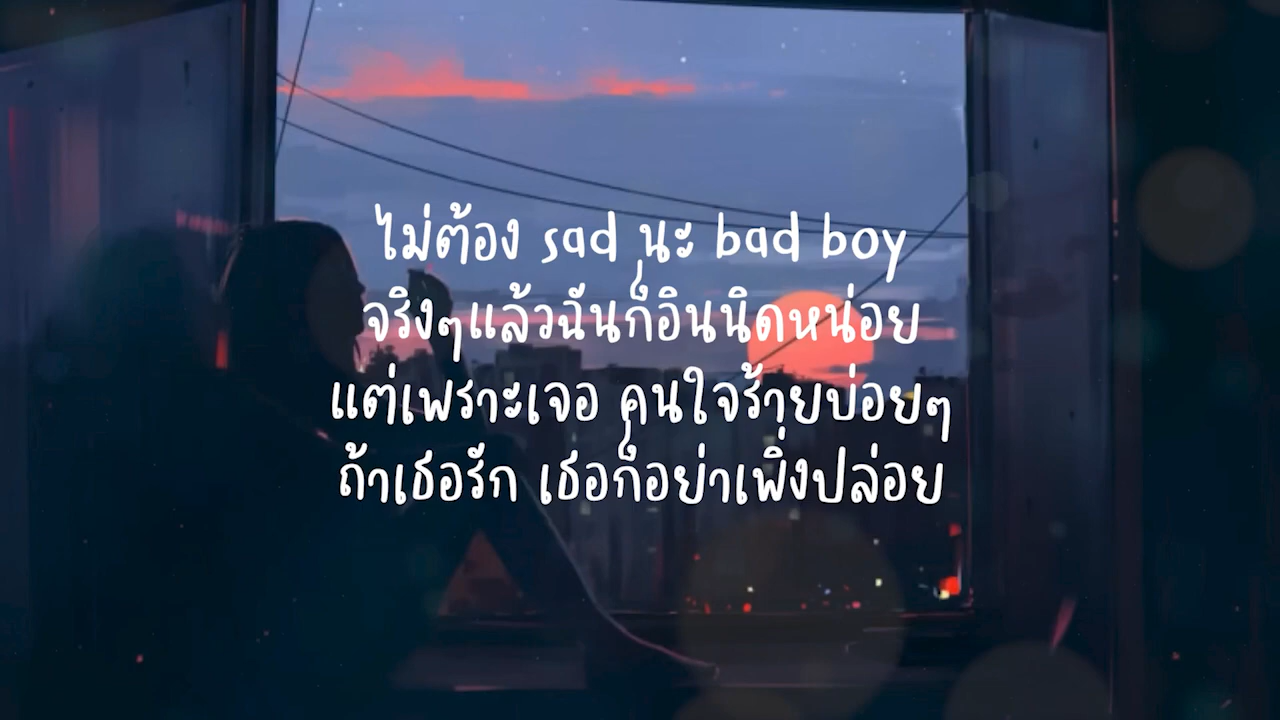 ไม่ต้อง sad นะ bad boy
จริงๆแล้วฉันก็อินนิดหน่อย
แต่เพราะเจอ คนใจร้ายบ่อยๆ
ถ้าเธอรัก เธอก็อย่าเพิ่งปล่อย